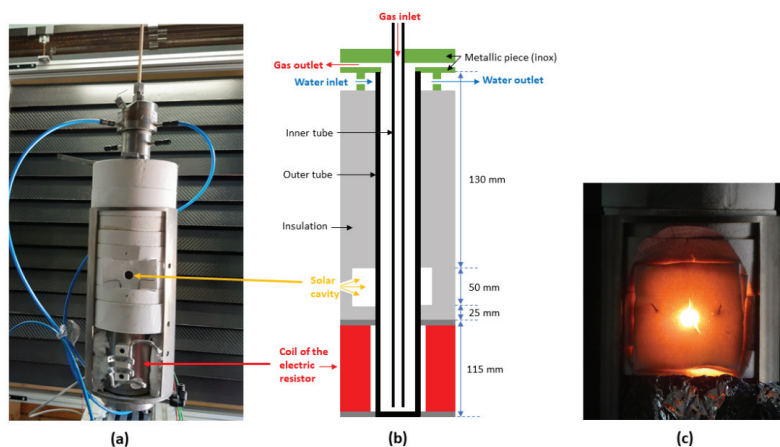 Gas inlet
Metallic piece (inox)
Gas outlet
Water inlet
Water outlet
Inner tube
Outer tube
130 mm
Insulation
Solar
cavity
50 mm
25 mm
Coil of the
electric
resistor
115 mm
(a)
(b)
(c)